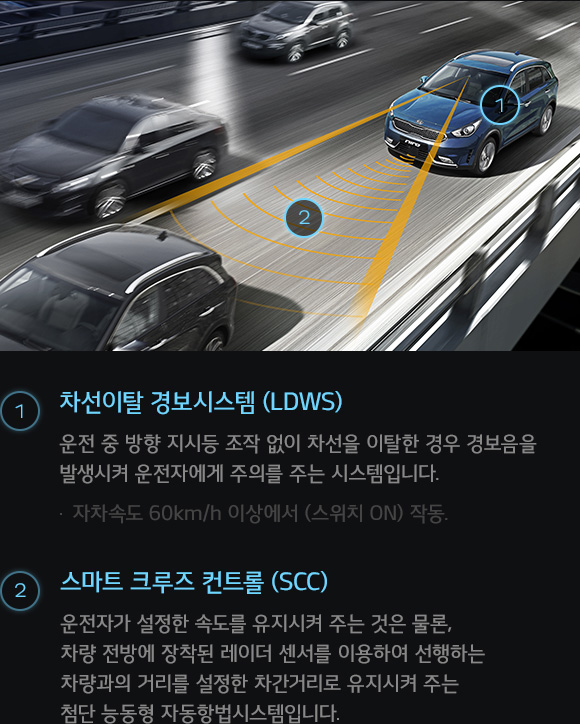 1
niro
2
1
차선이탈 경보시스템 (LDWS)
운전 중 방향 지시등 조작 없이 차선을 이탈한 경우 경보음을
발생시켜 운전자에게 주의를 주는 시스템입니다.
· 자차속도 60km/h 이상에서 (스위치 ON) 작동.
2
스마트 크루즈 컨트롤 (SCC)
운전자가 설정한 속도를 유지시켜 주는 것은 물론,
차량 전방에 장착된 레이더 센서를 이용하여 선행하는
차량과의 거리를 설정한 차간거리로 유지시켜 주는
첨단 능동형 자동항법시스템입니다.